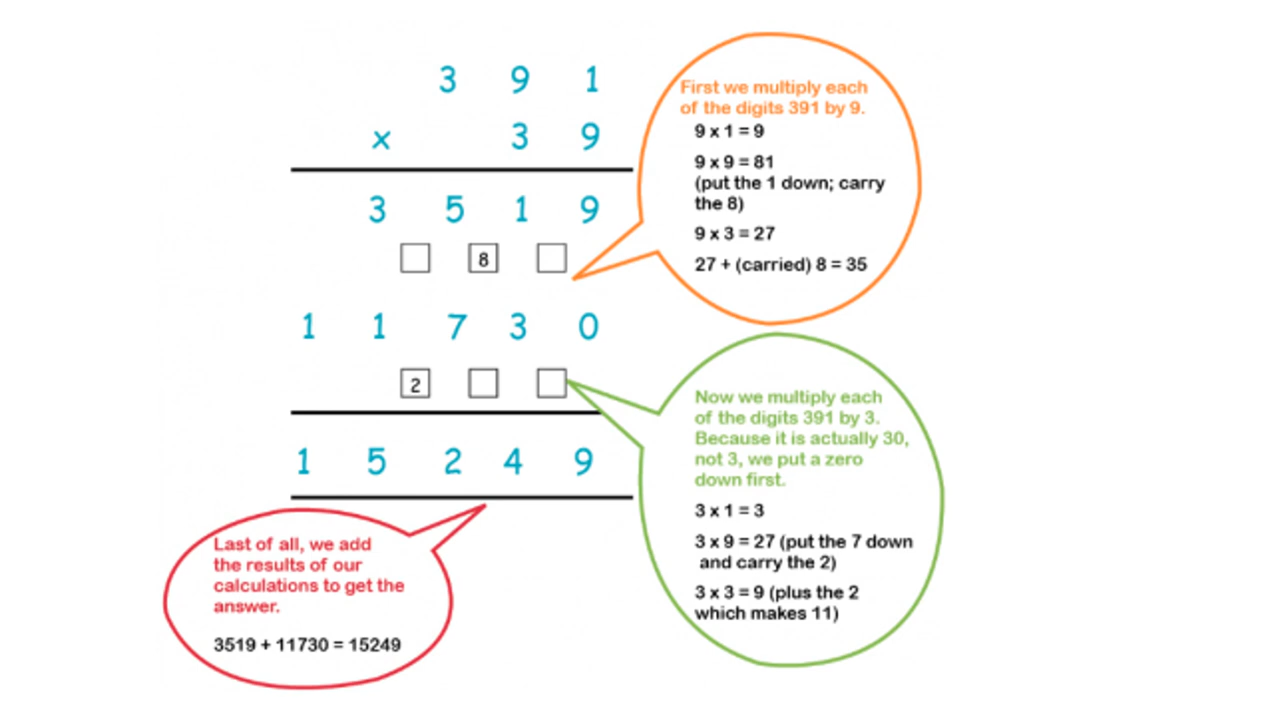 3 9 1
x 3 9
3 5 1 9
8
1 1 7 3 0
2
1 5 2 4 9
First we multiply each
of the digits 391 by 9.
9 x 1 = 9
9 x 9 = 81
(put the 1 down; carry
the 8)
9 x 3 = 27
27 + (carried) 8 = 35
Now we multiply each
of the digits 391 by 3.
Because it is actually 30,
not 3, we put a zero
down first.
3 x 1 = 3
3 x 9 = 27 (put the 7 down
and carry the 2)
3 x 3 = 9 (plus the 2
which makes 11)
Last of all, we add
the results of our
calculations to get the
answer.
3519 + 11730 = 15249